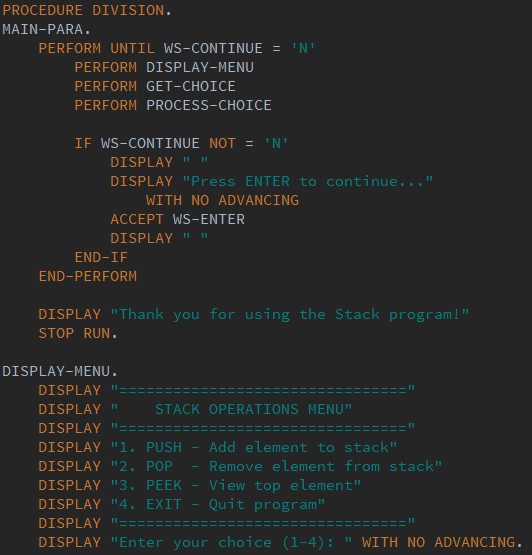 PROCEDURE DIVISION.
MAIN-PARA.
    PERFORM UNTIL WS-CONTINUE = 'N'
        PERFORM DISPLAY-MENU
        PERFORM GET-CHOICE
        PERFORM PROCESS-CHOICE

        IF WS-CONTINUE NOT = 'N'
            DISPLAY " "
            DISPLAY "Press ENTER to continue..."
                WITH NO ADVANCING
            ACCEPT WS-ENTER
            DISPLAY " "
        END-IF
    END-PERFORM

    DISPLAY "Thank you for using the Stack program!"
    STOP RUN.

DISPLAY-MENU.
    DISPLAY "================================"
    DISPLAY "    STACK OPERATIONS MENU"
    DISPLAY "================================"
    DISPLAY "1. PUSH - Add element to stack"
    DISPLAY "2. POP  - Remove element from stack"
    DISPLAY "3. PEEK - View top element"
    DISPLAY "4. EXIT - Quit program"
    DISPLAY "================================"
    DISPLAY "Enter your choice (1-4): " WITH NO ADVANCING.